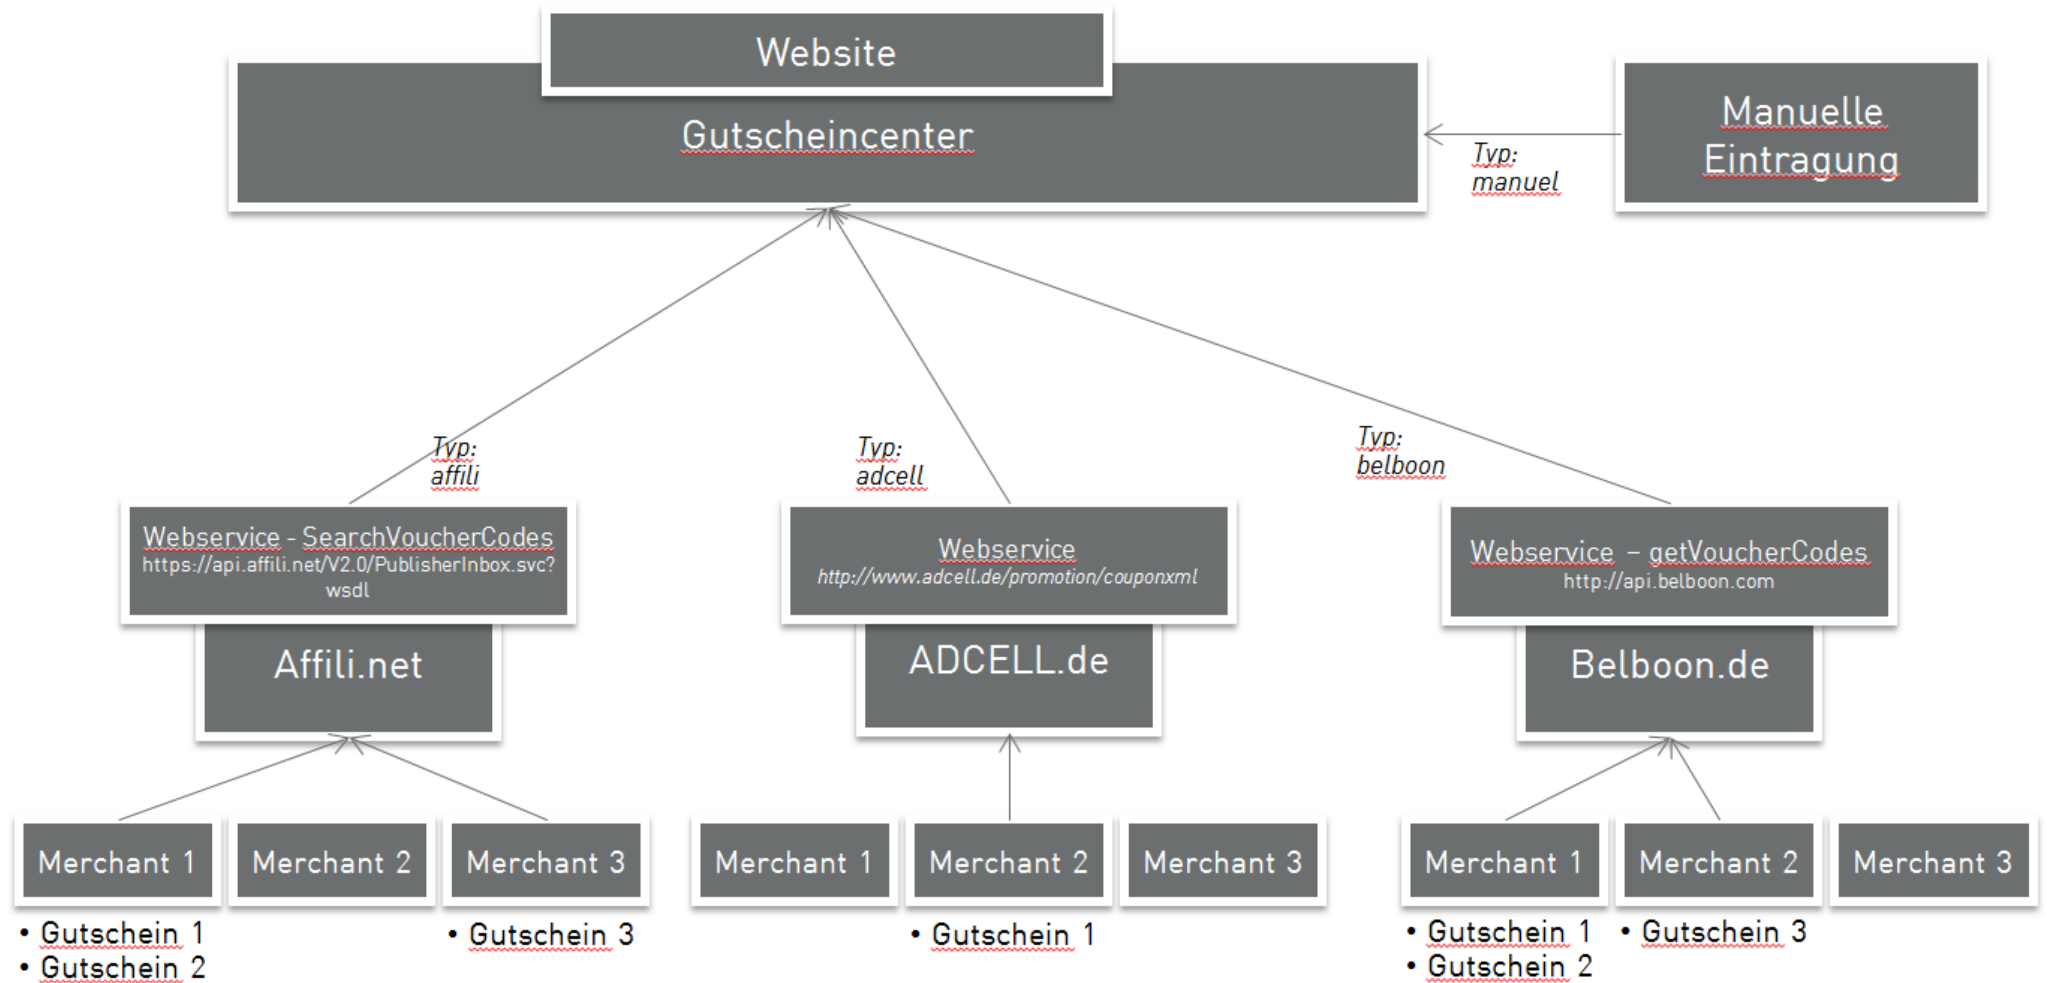 Website
Gutscheincenter
Manuelle
Eintragung
Typ:
manuel
Typ:
affili
Typ:
adcell
Typ:
belboon
Webservice - SearchVoucherCodes
https://api.affili.net/V2.0/PublisherInbox.svc?
wsdl
Affili.net
Webservice
http://www.adcell.de/promotion/couponxml
ADCELL.de
Webservice – getVoucherCodes
http://api.belboon.com
Belboon.de
Merchant 1
Merchant 2
Merchant 3
Merchant 1
Merchant 2
Merchant 3
Merchant 1
Merchant 2
Merchant 3
• Gutschein 1
• Gutschein 2
• Gutschein 3
• Gutschein 1
• Gutschein 1
• Gutschein 2
• Gutschein 3